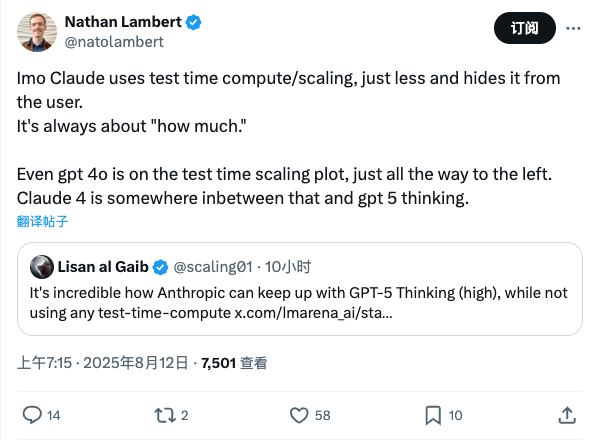 Nathan Lambert
订阅
@natolambert
Imo Claude uses test time compute/scaling, just less and hides it from
the user.
It's always about "how much."
Even gpt 4o is on the test time scaling plot, just all the way to the left.
Claude 4 is somewhere inbetween that and gpt 5 thinking.
翻译帖子
Lisan al Gaib @scaling01 · 10小时
It's incredible how Anthropic can keep up with GPT-5 Thinking (high), while not
using any test-time-compute x.com/lmarena_ai/sta...
上午7:15 · 2025年8月12日 · 7,501 查看
14 2 58 10